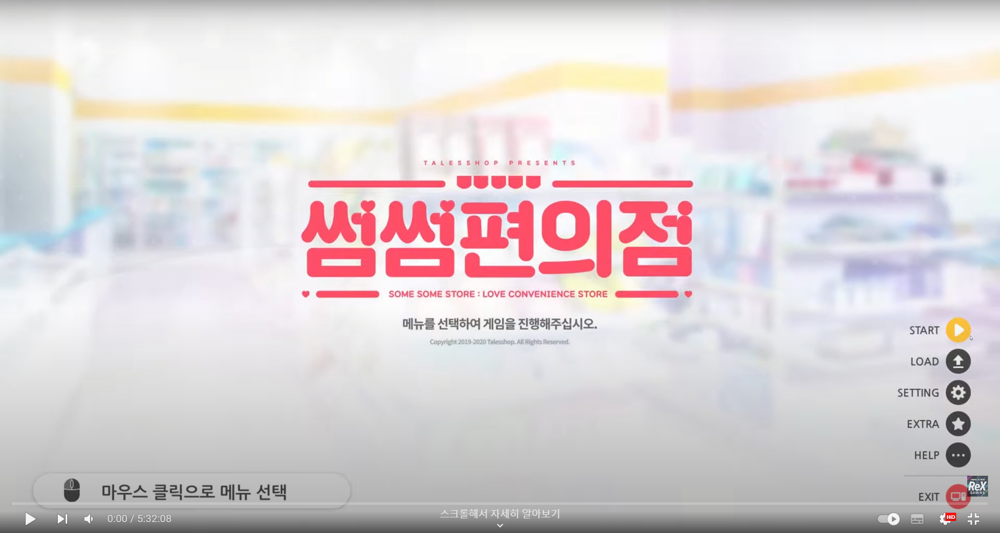 TALESSHOP PRESENTS
썸썸편의점
SOME SOME STORE : LOVE CONVENIENCE STORE
메뉴를 선택하여 게임을 진행해주십시오.
Copyright 2019-2020 Talesshop. All Rights Reserved.
START
LOAD
SETTING
EXTRA
HELP
EXIT
ReX
GAMING
마우스 클릭으로 메뉴 선택
스크롤해서 자세히 알아보기
0:00 / 5:32:08
HD